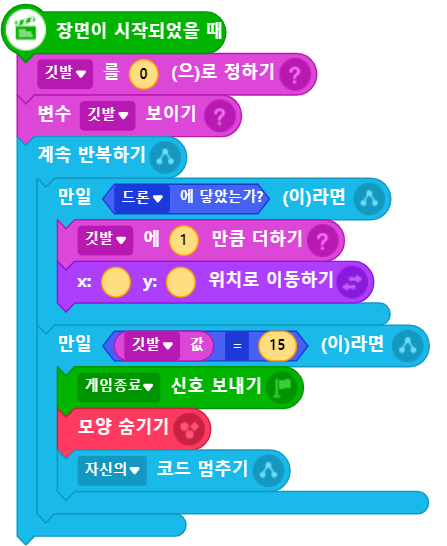 장면이 시작되었을 때
깃발 를 0 (으)로 정하기 ?
변수 깃발 보이기 ?
계속 반복하기
만일 드론 에 닿았는가? (이)라면
깃발 에 1 만큼 더하기 ?
x: y: 위치로 이동하기
만일 깃발 값 = 15 (이)라면
게임종료 신호 보내기
모양 숨기기
자신의 코드 멈추기